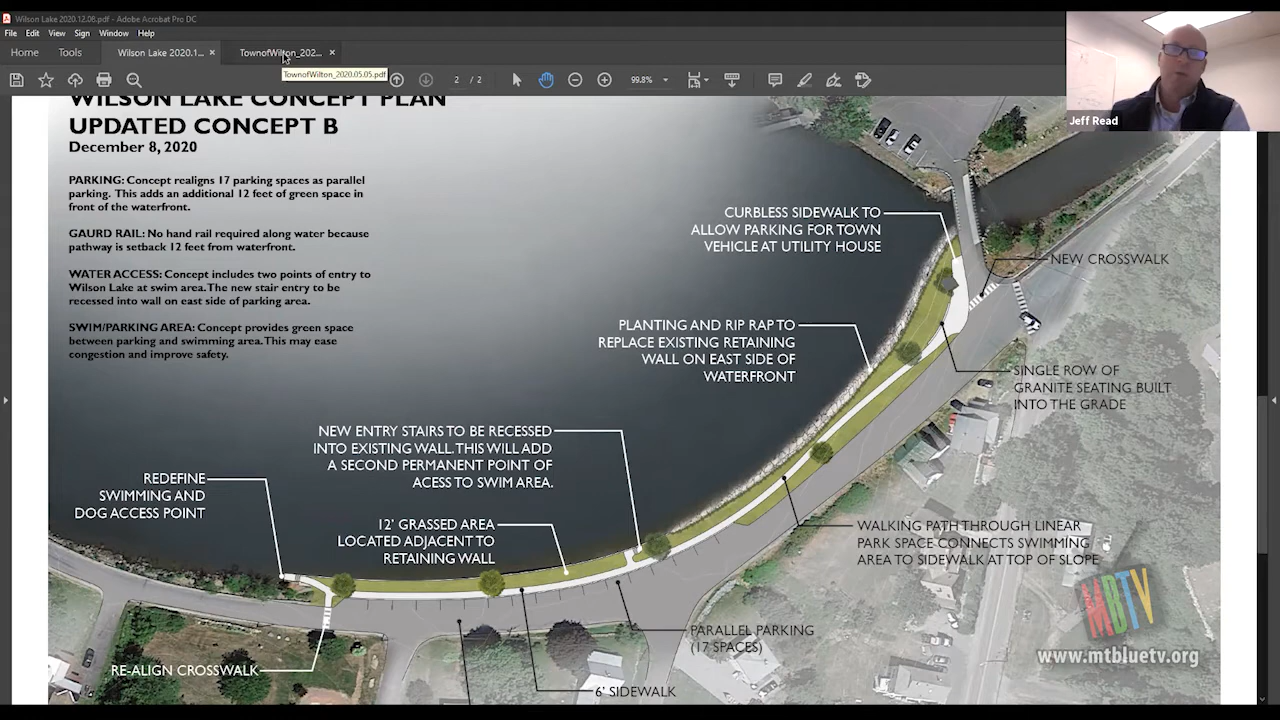 Wilson Lake 2020.12.08.pdf - Adobe Acrobat Pro DC
File Edit View Sign Window Help
Home Tools Wilson Lake 2020.1... × TownofWilton_202... ×
TownofWilton_2020.05.05.pdf
2 / 2 99.8%
Jeff Read
WILSON LAKE CONCEPT PLAN
UPDATED CONCEPT B
December 8, 2020
PARKING: Concept realigns 17 parking spaces as parallel
parking. This adds an additional 12 feet of green space in
front of the waterfront.
GAURD RAIL: No hand rail required along water because
pathway is setback 12 feet from waterfront.
WATER ACCESS: Concept includes two points of entry to
Wilson Lake at swim area. The new stair entry to be
recessed into wall on east side of parking area.
SWIM/PARKING AREA: Concept provides green space
between parking and swimming area. This may ease
congestion and improve safety.
CURBLESS SIDEWALK TO
ALLOW PARKING FOR TOWN
VEHICLE AT UTILITY HOUSE
NEW CROSSWALK
PLANTING AND RIP RAP TO
REPLACE EXISTING RETAINING
WALL ON EAST SIDE OF
WATERFRONT
SINGLE ROW OF
GRANITE SEATING BUILT
INTO THE GRADE
NEW ENTRY STAIRS TO BE RECESSED
INTO EXISTING WALL. THIS WILL ADD
A SECOND PERMANENT POINT OF
ACESS TO SWIM AREA.
REDEFINE
SWIMMING AND
DOG ACCESS POINT
12' GRASSED AREA
LOCATED ADJACENT TO
RETAINING WALL
WALKING PATH THROUGH LINEAR
PARK SPACE CONNECTS SWIMMING
AREA TO SIDEWALK AT TOP OF SLOPE
PARALLEL PARKING
(17 SPACES)
RE-ALIGN CROSSWALK
6' SIDEWALK
MBTV
www.mtbluetv.org